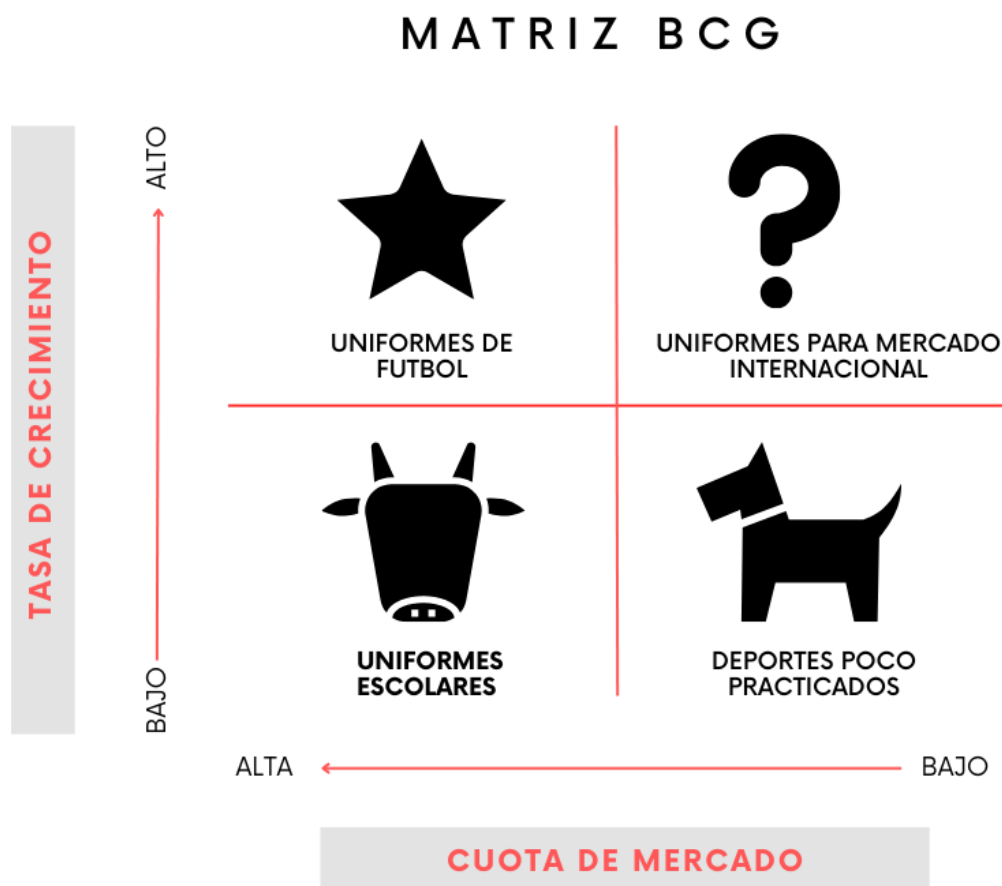 MATRIZ BCG
TASA DE CRECIMIENTO
ALTO
BAJO
UNIFORMES DE
FUTBOL
UNIFORMES PARA MERCADO
INTERNACIONAL
UNIFORMES
ESCOLARES
DEPORTES POCO
PRACTICADOS
ALTA
BAJO
CUOTA DE MERCADO